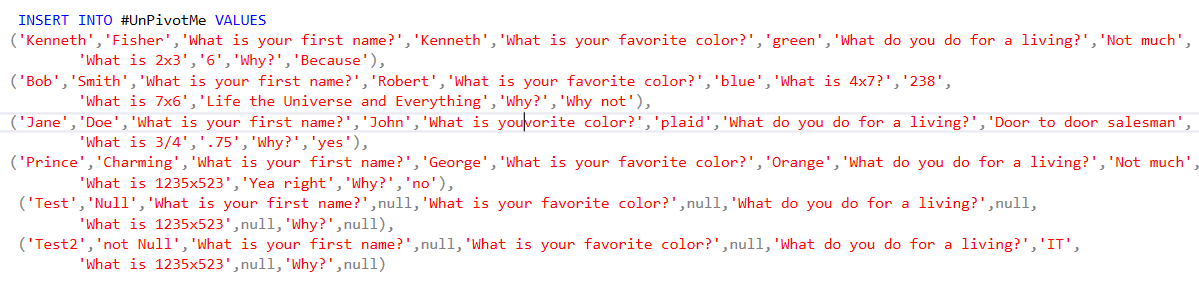 INSERT INTO #UnPivotMe VALUES
('Kenneth','Fisher','What is your first name?','Kenneth','What is your favorite color?','green','What do you do for a living?','Not much',
'What is 2x3','6','Why?','Because'),
('Bob','Smith','What is your first name?','Robert','What is your favorite color?','blue','What is 4x7?','238',
'What is 7x6','Life the Universe and Everything','Why?','Why not'),
('Jane','Doe','What is your first name?','John','What is youvorite color?','plaid','What do you do for a living?','Door to door salesman',
'What is 3/4','.75','Why?','yes'),
('Prince','Charming','What is your first name?','George','What is your favorite color?','Orange','What do you do for a living?','Not much',
'What is 1235x523','Yea right','Why?','no'),
('Test','Null','What is your first name?',null,'What is your favorite color?',null,'What do you do for a living?',null,
'What is 1235x523',null,'Why?',null),
('Test2','not Null','What is your first name?',null,'What is your favorite color?',null,'What do you do for a living?','IT',
'What is 1235x523',null,'Why?',null)